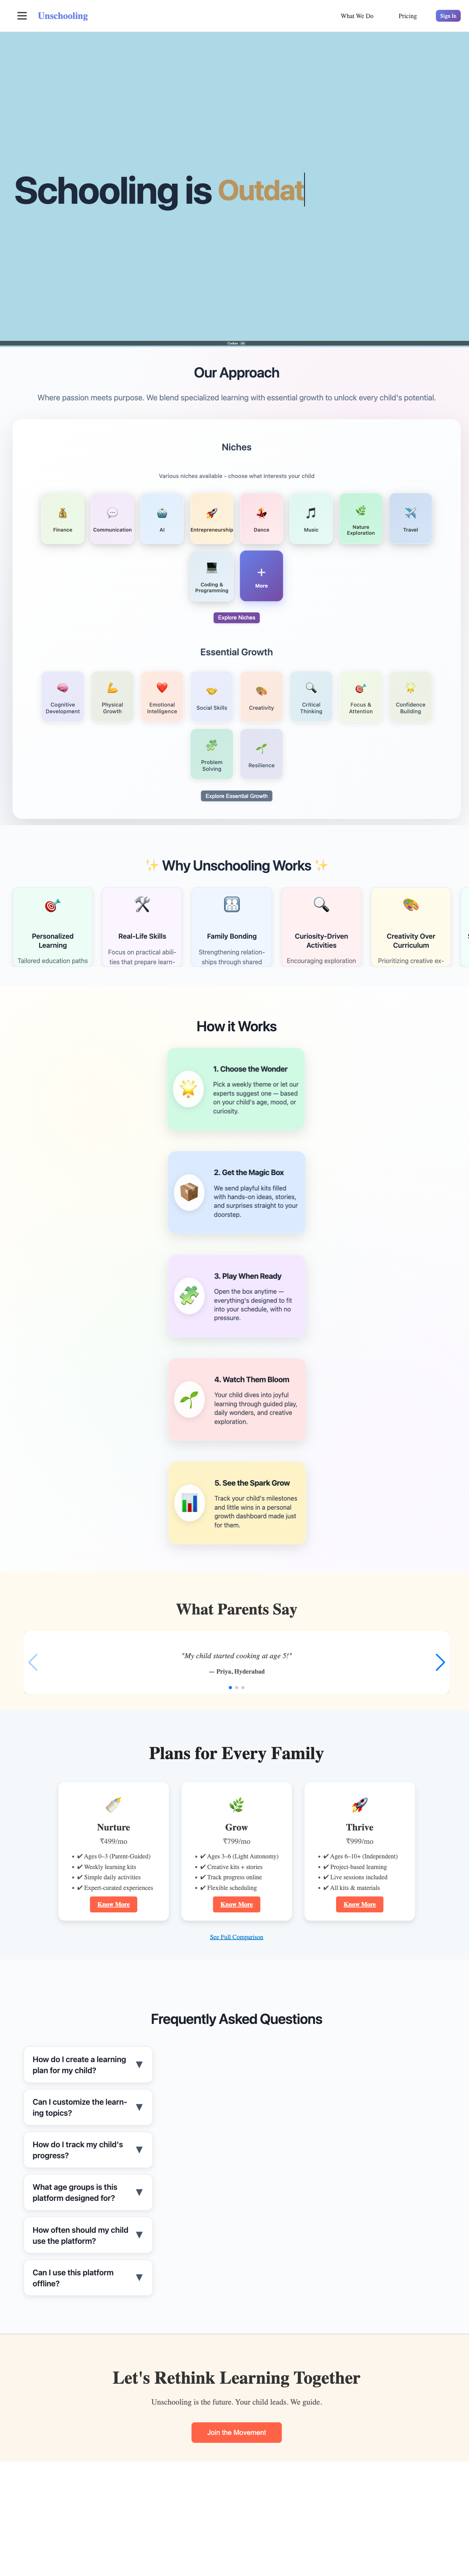 Unschooling
What We Do
Pricing
Sign In
Schooling is Outdat
Our Approach
Where passion meets purpose. We blend specialized learning with essential growth to unlock every child's potential.
Niches
Various niches available - choose what interests your child
Finance
Communication
AI
Entrepreneurship
Dance
Music
Nature
Exploration
Travel
Coding &
Programming
+
More
Explore Niches
Essential Growth
Cognitive
Development
Physical
Growth
Emotional
Intelligence
Social Skills
Creativity
Critical
Thinking
Focus &
Attention
Confidence
Building
Problem
Solving
Resilience
Explore Essential Growth
✨ Why Unschooling Works ✨
Personalized
Learning
Tailored education paths
Real-Life Skills
Focus on practical abili-
ties that prepare learn-
Family Bonding
Strengthening relation-
ships through shared
Curiosity-Driven
Activities
Encouraging exploration
Creativity Over
Curriculum
Prioritizing creative ex-
How it Works
1. Choose the Wonder
Pick a weekly theme or let our
experts suggest one — based
on your child's age, mood, or
curiosity.
2. Get the Magic Box
We send playful kits filled
with hands-on ideas, stories,
and surprises straight to your
doorstep.
3. Play When Ready
Open the box anytime —
everything's designed to fit
into your schedule, with no
pressure.
4. Watch Them Bloom
Your child dives into joyful
learning through guided play,
daily wonders, and creative
exploration.
5. See the Spark Grow
Track your child's milestones
and little wins in a personal
growth dashboard made just
for them.
What Parents Say
"My child started cooking at age 5!"
— Priya, Hyderabad
Plans for Every Family
Nurture
₹499/mo
• ✔ Ages 0–3 (Parent-Guided)
• ✔ Weekly learning kits
• ✔ Simple daily activities
• ✔ Expert-curated experiences
Know More
Grow
₹799/mo
• ✔ Ages 3–6 (Light Autonomy)
• ✔ Creative kits + stories
• ✔ Track progress online
• ✔ Flexible scheduling
Know More
Thrive
₹999/mo
• ✔ Ages 6–10+ (Independent)
• ✔ Project-based learning
• ✔ Live sessions included
• ✔ All kits & materials
Know More
See Full Comparison
Frequently Asked Questions
How do I create a learning
plan for my child?
Can I customize the learn-
ing topics?
How do I track my child's
progress?
What age groups is this
platform designed for?
How often should my child
use the platform?
Can I use this platform
offline?
Let's Rethink Learning Together
Unschooling is the future. Your child leads. We guide.
Join the Movement